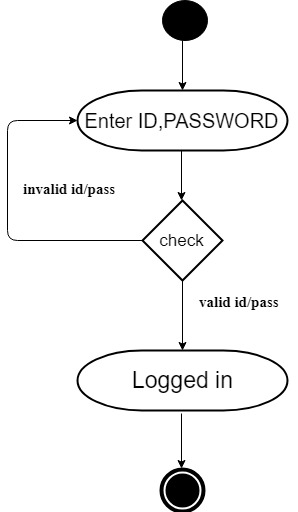 Enter ID,PASSWORD
invalid id/pass
check
valid id/pass
Logged in